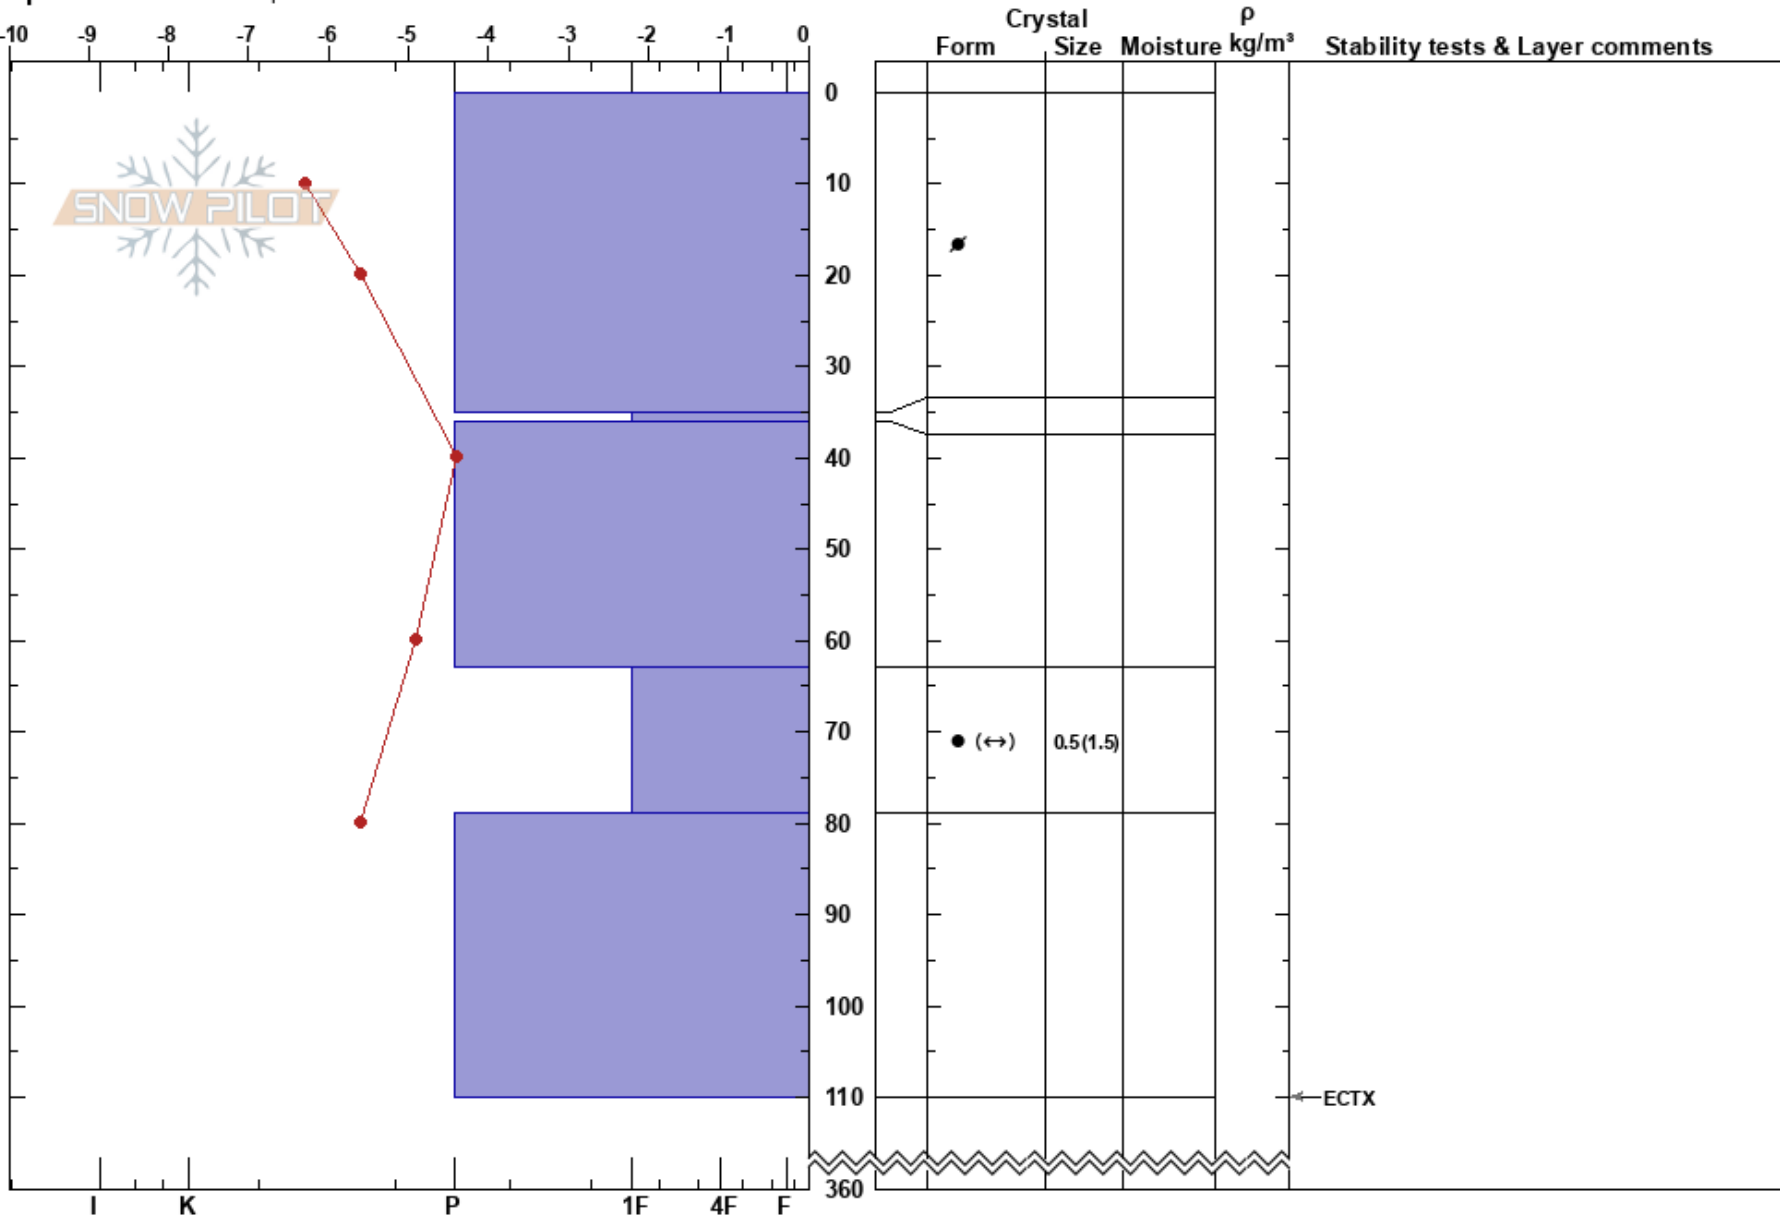 Crystal ρ
-10 -9 -8 -7 -6 -5 -4 -3 -2 -1 0
Form Size Moisture kg/m³ Stability tests & Layer comments
0
10
SNOW PILOT
20
30
40
50
60
70
● (↔) 0.5(1.5)
80
90
100
110
ECTX
360
I K P 1F 4F F